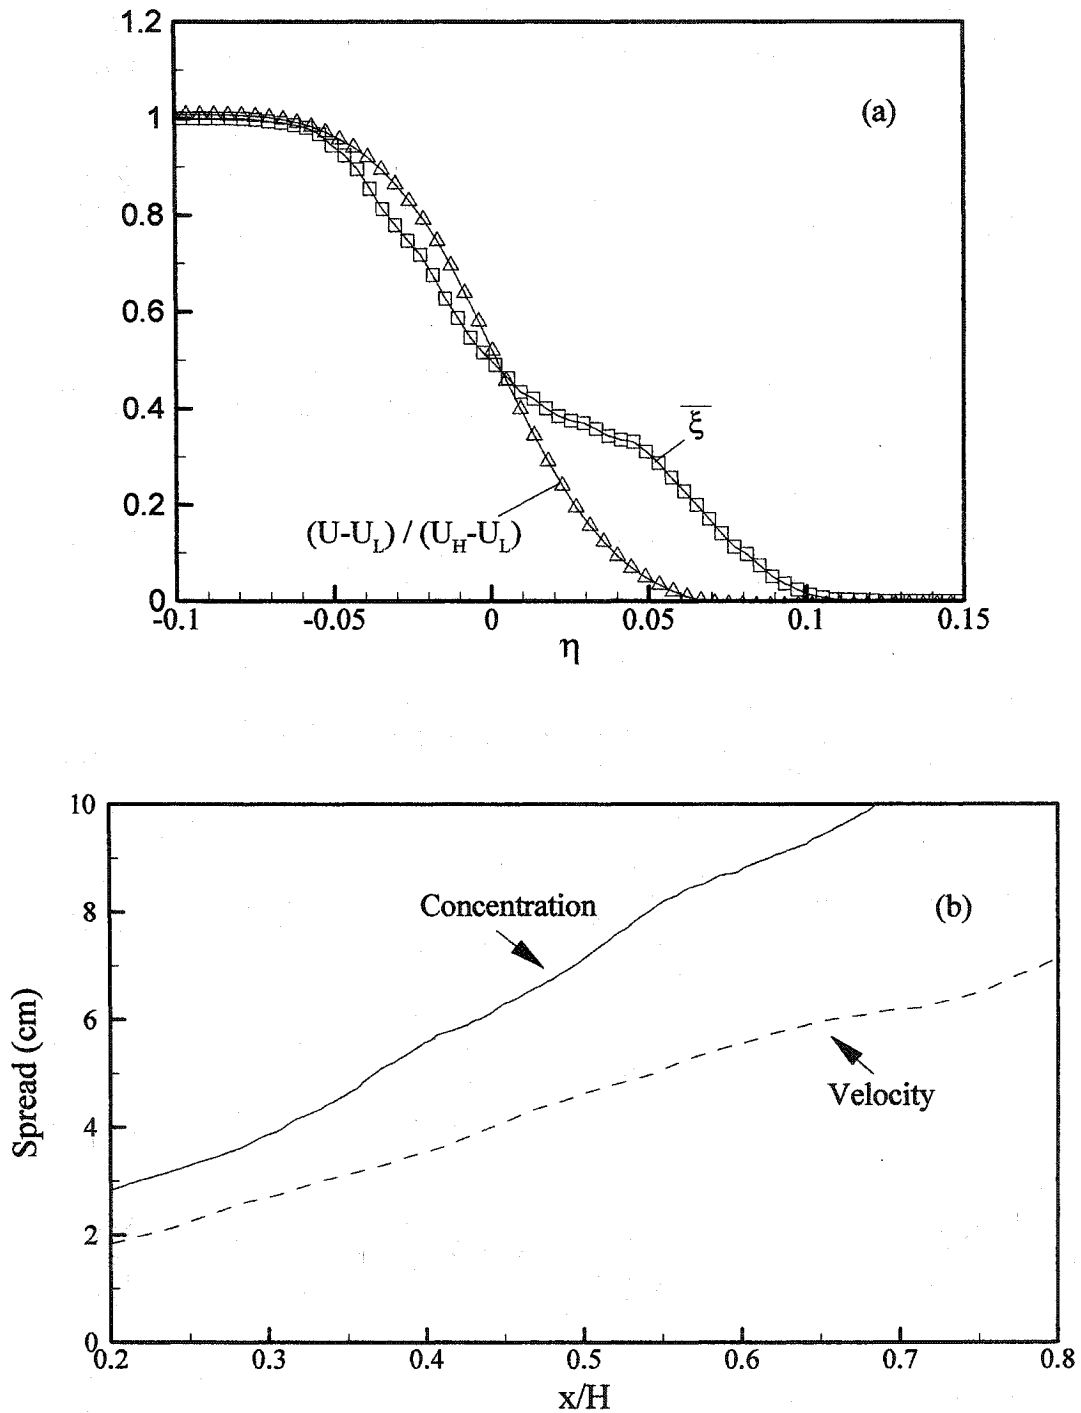 1.2
(a)
1
0.8
0.6
0.4
ξ̅
0.2
(U-U_L) / (U_H-U_L)
0
-0.1 -0.05 0 0.05 0.1 0.15
η
10
Concentration
(b)
8
6
Spread (cm)
Velocity
4
2
0
0.2 0.3 0.4 0.5 0.6 0.7 0.8
x/H